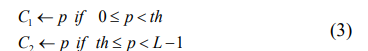 C₁ ← p if 0 ≤ p < th
C₂ ← p if th ≤ p < L − 1 (3)